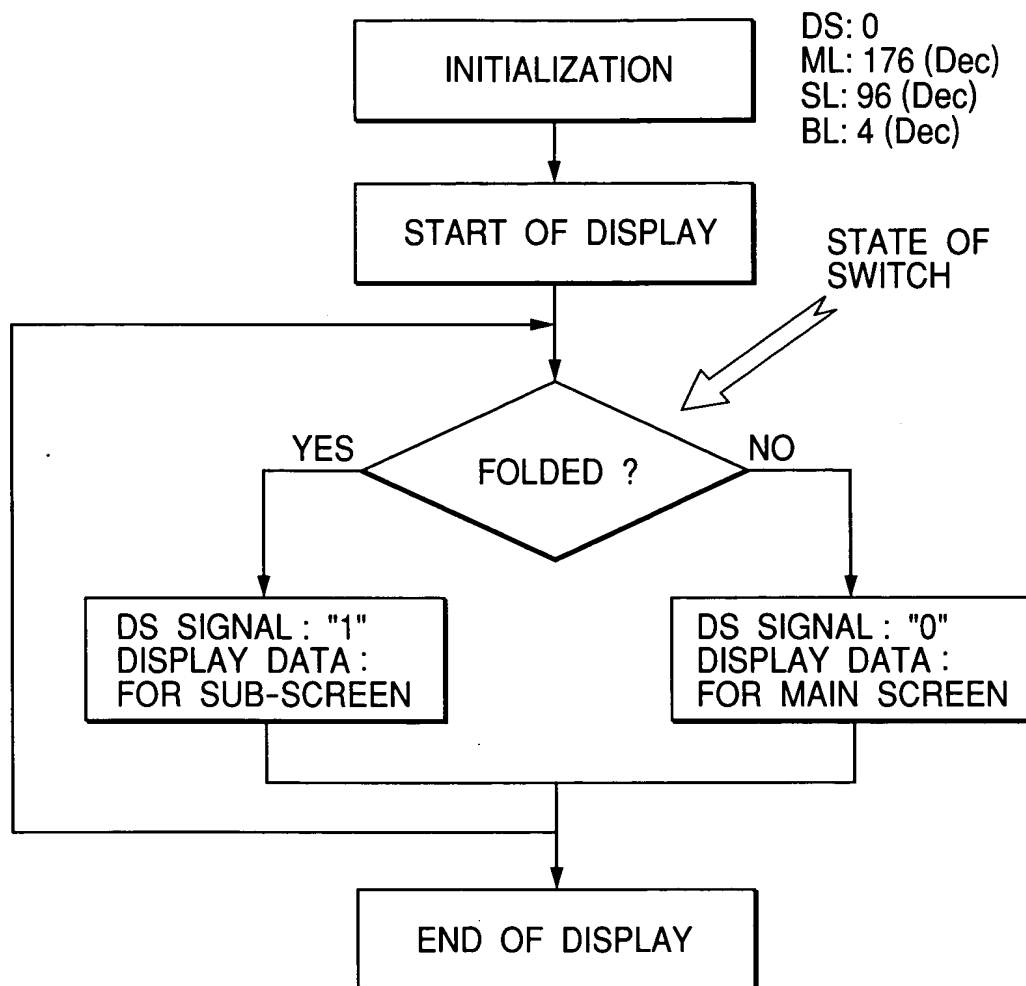 INITIALIZATION
DS: 0
ML: 176 (Dec)
SL: 96 (Dec)
BL: 4 (Dec)
START OF DISPLAY
STATE OF
SWITCH
YES
FOLDED ?
NO
DS SIGNAL : "1"
DISPLAY DATA :
FOR SUB-SCREEN
DS SIGNAL : "0"
DISPLAY DATA :
FOR MAIN SCREEN
END OF DISPLAY